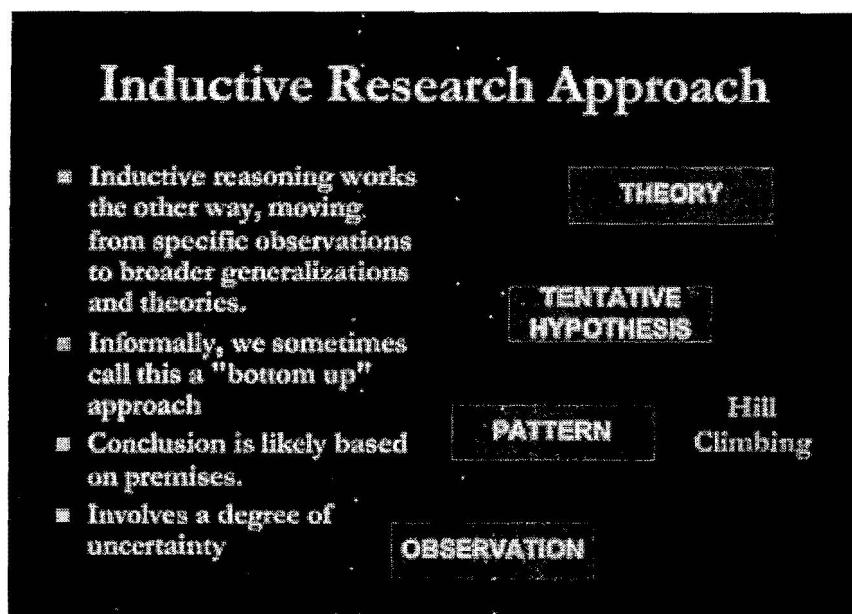 Inductive Research Approach
■ Inductive reasoning works
the other way, moving
from specific observations
to broader generalizations
and theories.
■ Informally, we sometimes
call this a "bottom up"
approach
■ Conclusion is likely based
on premises.
■ Involves a degree of
uncertainty
THEORY
TENTATIVE
HYPOTHESIS
PATTERN
Hill
Climbing
OBSERVATION